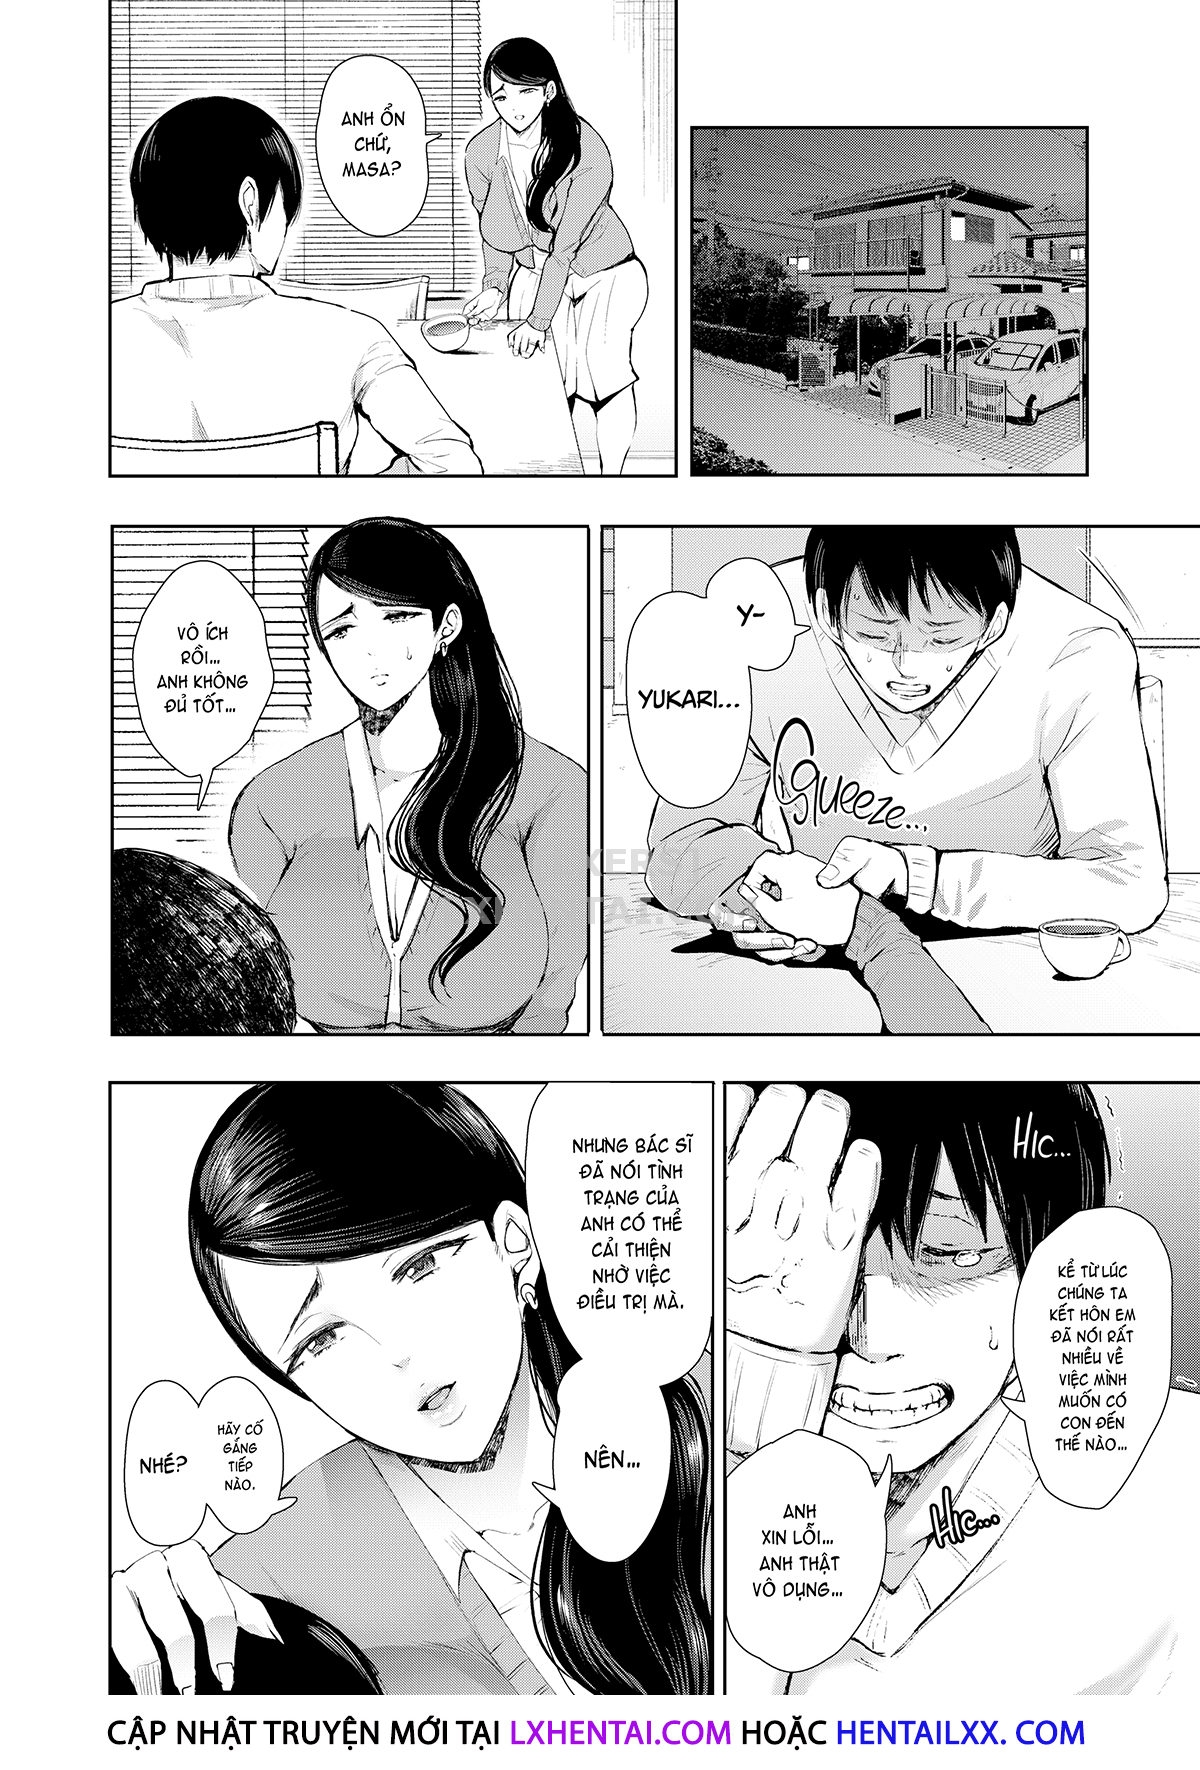 ANH ỔN
CHỨ,
MASA?
Y-
YUKARI...
SQUEEZE...
VÔ ÍCH
RỒI...
ANH KHÔNG
ĐỦ TỐT...
HIC...
KỂ TỪ LÚC
CHÚNG TA
KẾT HÔN EM
ĐÃ NÓI RẤT
NHIỀU VỀ
VIỆC MÌNH
MUỐN CÓ
CON ĐẾN
THẾ NÀO...
HIC...
ANH
XIN LỖI...
ANH THẬT
VÔ DỤNG...
NHƯNG BÁC SĨ
ĐÃ NÓI TÌNH
TRẠNG CỦA
ANH CÓ THỂ
CẢI THIỆN
NHỜ VIỆC
ĐIỀU TRỊ MÀ.
NÊN...
HÃY CỐ
GẮNG
TIẾP
NÀO.
NHÉ?
CẬP NHẬT TRUYỆN MỚI TẠI LXHENTAI.COM HOẶC HENTAILXX. COM